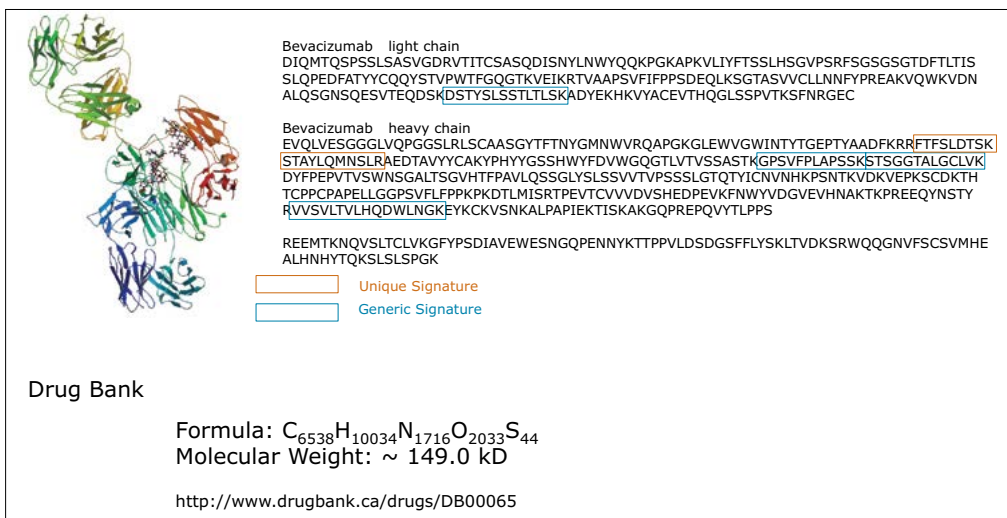 Bevacizumab light chain
DIQMTQSPSSLSASVGDRVTITCSASQDISNYLNWYQQKPGKAPKVLIYFTSSLHSGVPSRFSGSGSGTDFTLTIS
SLQPEDFATYYCQQYSTVPWTFGQGTKVEIKRTVAAPSVFIFPPSDEQLKSGTASVVCLLNNFYPREAKVQWKVDN
ALQSGNSQESVTEQDSKDSTYSLSSTLTLSKADYEKHKVYACEVTHQGLSSPVTKSFNRGEC
Bevacizumab heavy chain
EVQLVESGGGLVQPGGSLRLSCAASGYTFTNYGMNWVRQAPGKGLEWVGWINTYTGEPTYAADFKRRFTFSLDTSK
STAYLQMNSLRAEDTAVYYCAKYPHYYGSSHWYFDVWGQGTLVTVSSASTKGPSVFPLAPSSKSTSGGTALGCLVK
DYFPEPVTVSWNSGALTSGVHTFPAVLQSSGLYSLSSVVTVPSSSLGTQTYICNVNHKPSNTKVDKVEPKSCDKTH
TCPPCPAPELLGGPSVFLFPPKPKDTLMISRTPEVTCVVVDVSHEDPEVKFNWYVDGVEVHNAKTKPREEQYNSTY
RVVSVLTVLHQDWLNGKEYKCKVSNKALPAPIEKTISKAKGQPREPQVYTLPPS
REEMTKNQVSLTCLVKGFYPSDIAVEWESNGQPENNYKTTPPVLDSDGSFFLYSKLTVDKSRWQQGNVFSCSVMHE
ALHNHYTQKSLSLSPGK
Unique Signature
Generic Signature
Drug Bank
Formula: C6538H10034N1716O2033S44
Molecular Weight: ~ 149.0 kD
http://www.drugbank.ca/drugs/DB00065